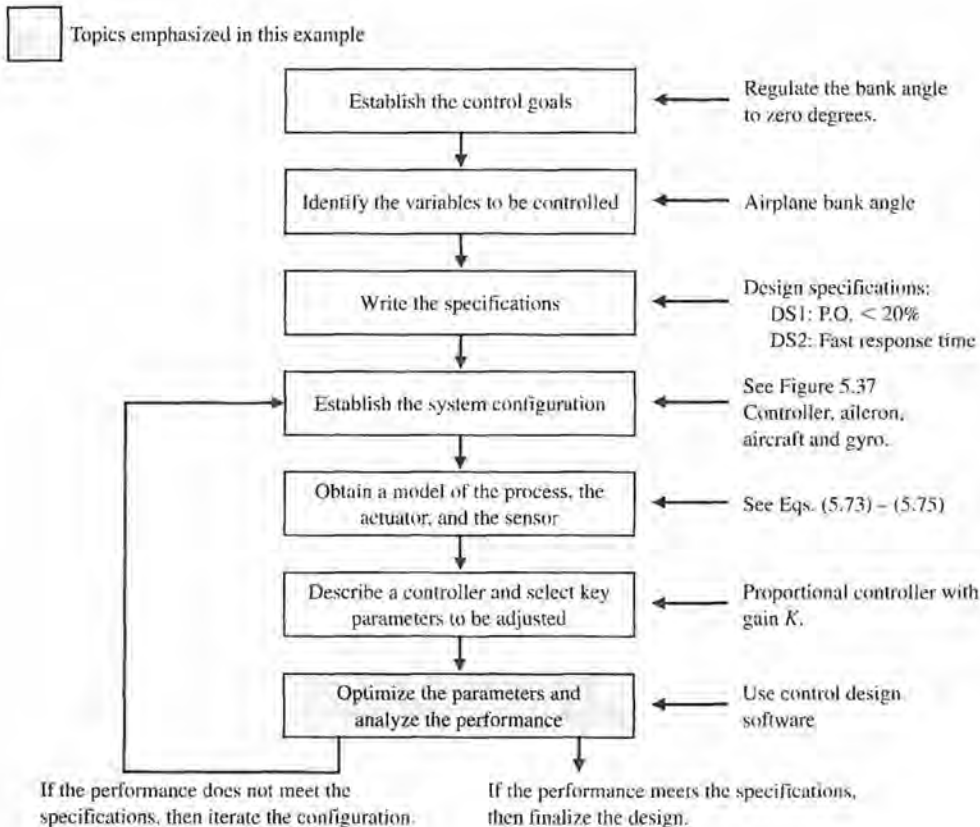 Topics emphasized in this example
Establish the control goals
Regulate the bank angle
to zero degrees.
Identify the variables to be controlled
Airplane bank angle
Write the specifications
Design specifications:
DS1: P.O. < 20%
DS2: Fast response time
Establish the system configuration
See Figure 5.37
Controller, aileron,
aircraft and gyro.
Obtain a model of the process, the
actuator, and the sensor
See Eqs. (5.73) – (5.75)
Describe a controller and select key
parameters to be adjusted
Proportional controller with
gain K.
Optimize the parameters and
analyze the performance
Use control design
software
If the performance does not meet the
specifications, then iterate the configuration.
If the performance meets the specifications,
then finalize the design.